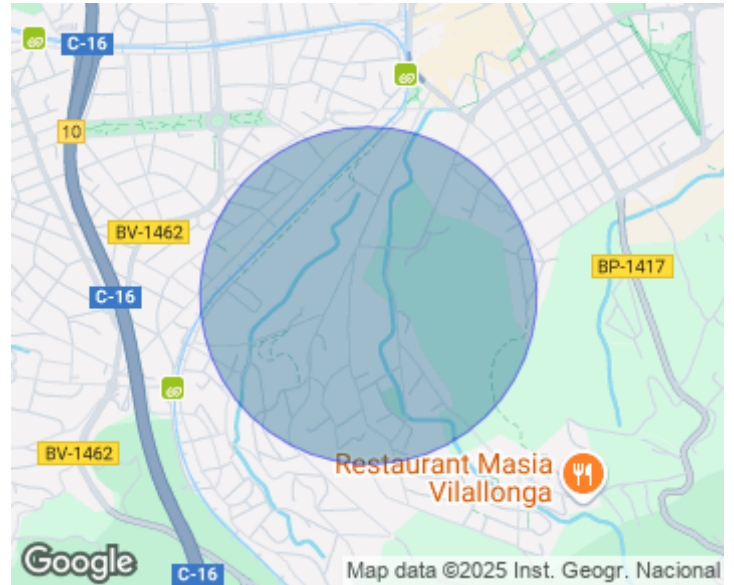 C-16
10
BV-1462
C-16
BP-1417
BV-1462
Restaurant Masia
Vilallonga
Google
C-16
Map data ©2025 Inst. Geogr. Nacional